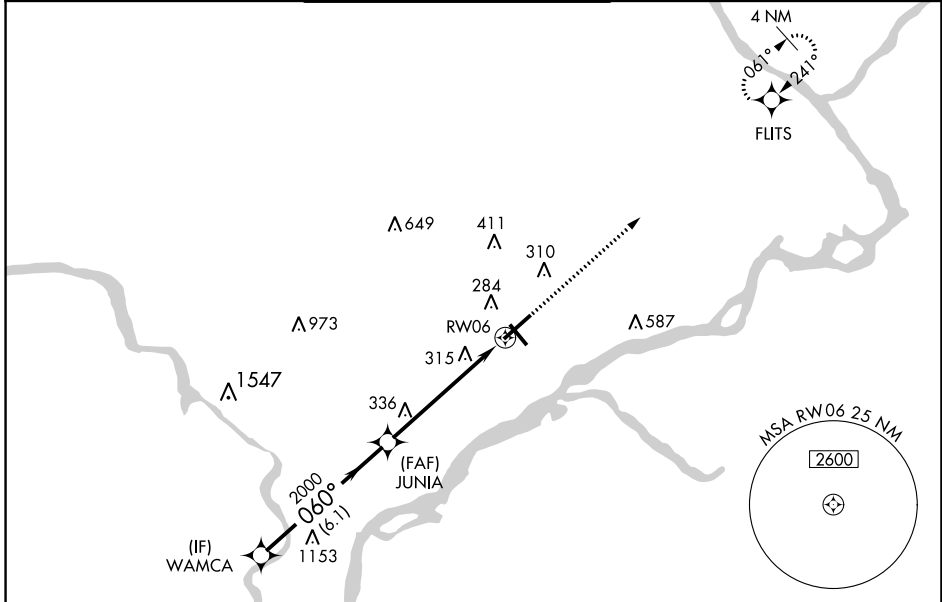 4 NM
061°
241°
FLITS
649
411
310
284
RW06
587
973
315
1547
336
(FAF)
JUNIA
2000
060°
(6.1)
1153
(IF)
WAMCA
MSA RW06 25 NM
2600